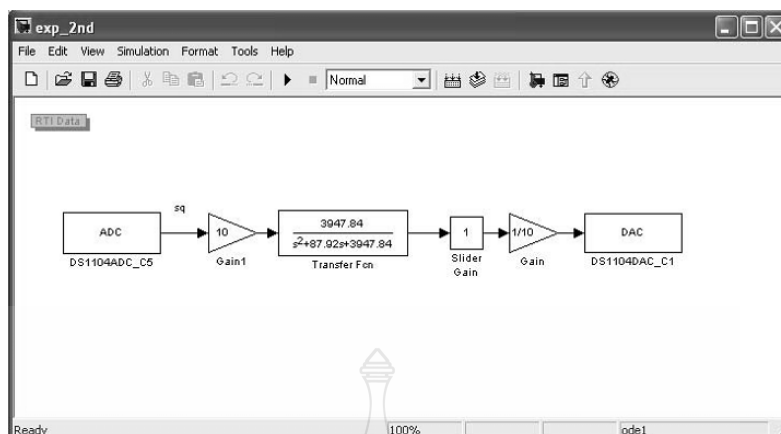 exp_2nd
File Edit View Simulation Format Tools Help
Normal
RTI Data
ADC
DS1104ADC_C5
sq
10
Gain1
3947.84
s²+87.92s+3947.84
Transfer Fcn
1
Slider
Gain
1/10
Gain
DAC
DS1104DAC_C1
Ready 100% ode1